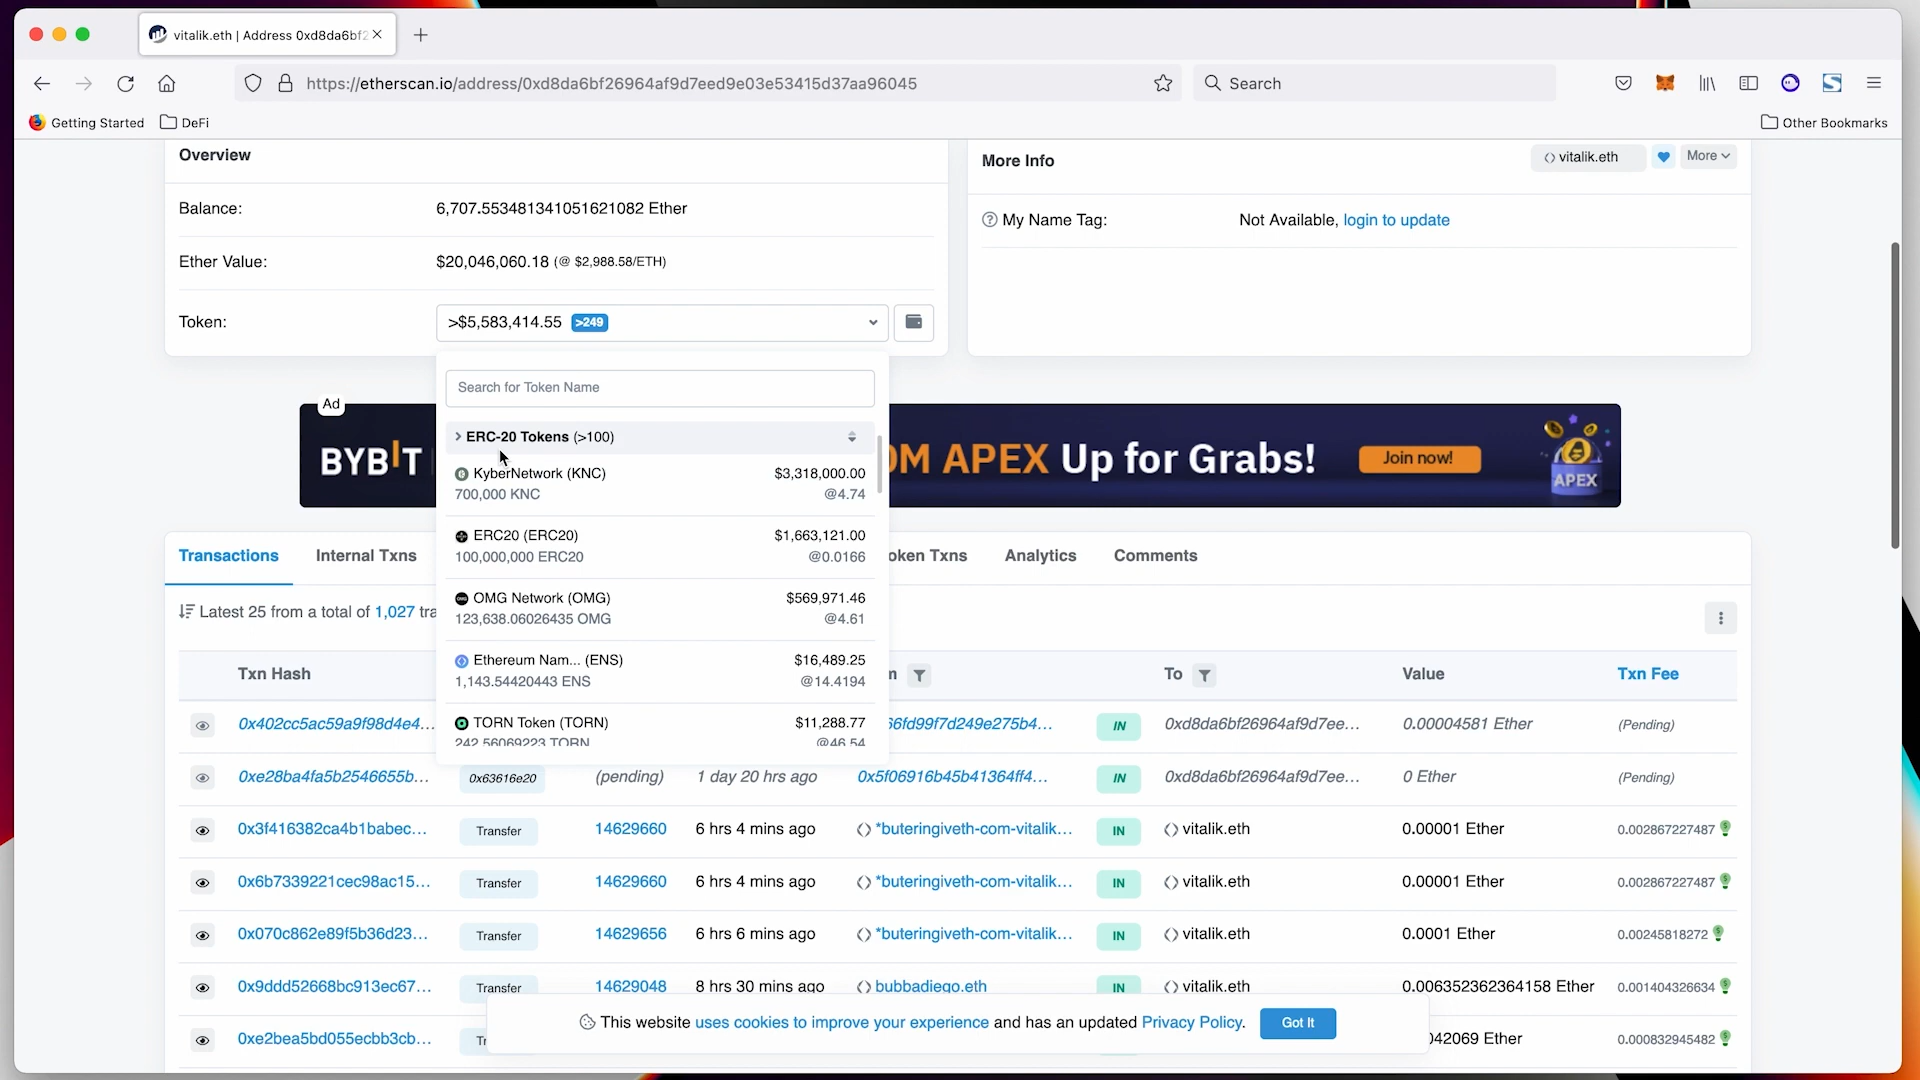 vitalik.eth | Address 0xd8da6bf2
https://etherscan.io/address/0xd8da6bf26964af9d7eed9e03e53415d37aa96045
Search
Getting Started
DeFi
Other Bookmarks
Overview
Balance:
6,707.553481341051621082 Ether
Ether Value:
$20,046,060.18 (@ $2,988.58/ETH)
Token:
>$5,583,414.55 >249
More Info
vitalik.eth
More
My Name Tag:
Not Available, login to update
Search for Token Name
ERC-20 Tokens (>100)
KyberNetwork (KNC) $3,318,000.00
700,000 KNC @4.74
ERC20 (ERC20) $1,663,121.00
100,000,000 ERC20 @0.0166
OMG Network (OMG) $569,971.46
123,638.06026435 OMG @4.61
Ethereum Nam... (ENS) $16,489.25
1,143.54420443 ENS @14.4194
TORN Token (TORN) $11,288.77
242.56069223 TORN @46.54
Ad
BYBIT
OM APEX Up for Grabs!
Join now!
APEX
Transactions Internal Txns oken Txns Analytics Comments
Latest 25 from a total of 1,027 tra
Txn Hash To Value Txn Fee
0x402cc5ac59a9f98d4e4... 66fd99f7d249e275b4... IN 0xd8da6bf26964af9d7ee... 0.00004581 Ether (Pending)
0xe28ba4fa5b2546655b... 0x63616e20 (pending) 1 day 20 hrs ago 0x5f06916b45b41364ff4... IN 0xd8da6bf26964af9d7ee... 0 Ether (Pending)
0x3f416382ca4b1babec... Transfer 14629660 6 hrs 4 mins ago *buteringiveth-com-vitalik... IN vitalik.eth 0.00001 Ether 0.002867227487
0x6b7339221cec98ac15... Transfer 14629660 6 hrs 4 mins ago *buteringiveth-com-vitalik... IN vitalik.eth 0.00001 Ether 0.002867227487
0x070c862e89f5b36d23... Transfer 14629656 6 hrs 6 mins ago *buteringiveth-com-vitalik... IN vitalik.eth 0.0001 Ether 0.00245818272
0x9ddd52668bc913ec67... Transfer 14629048 8 hrs 30 mins ago bubbadiego.eth IN vitalik.eth 0.006352362364158 Ether 0.001404326634
0xe2bea5bd055ecbb3cb... Tr 042069 Ether 0.000832945482
This website uses cookies to improve your experience and has an updated Privacy Policy. Got It